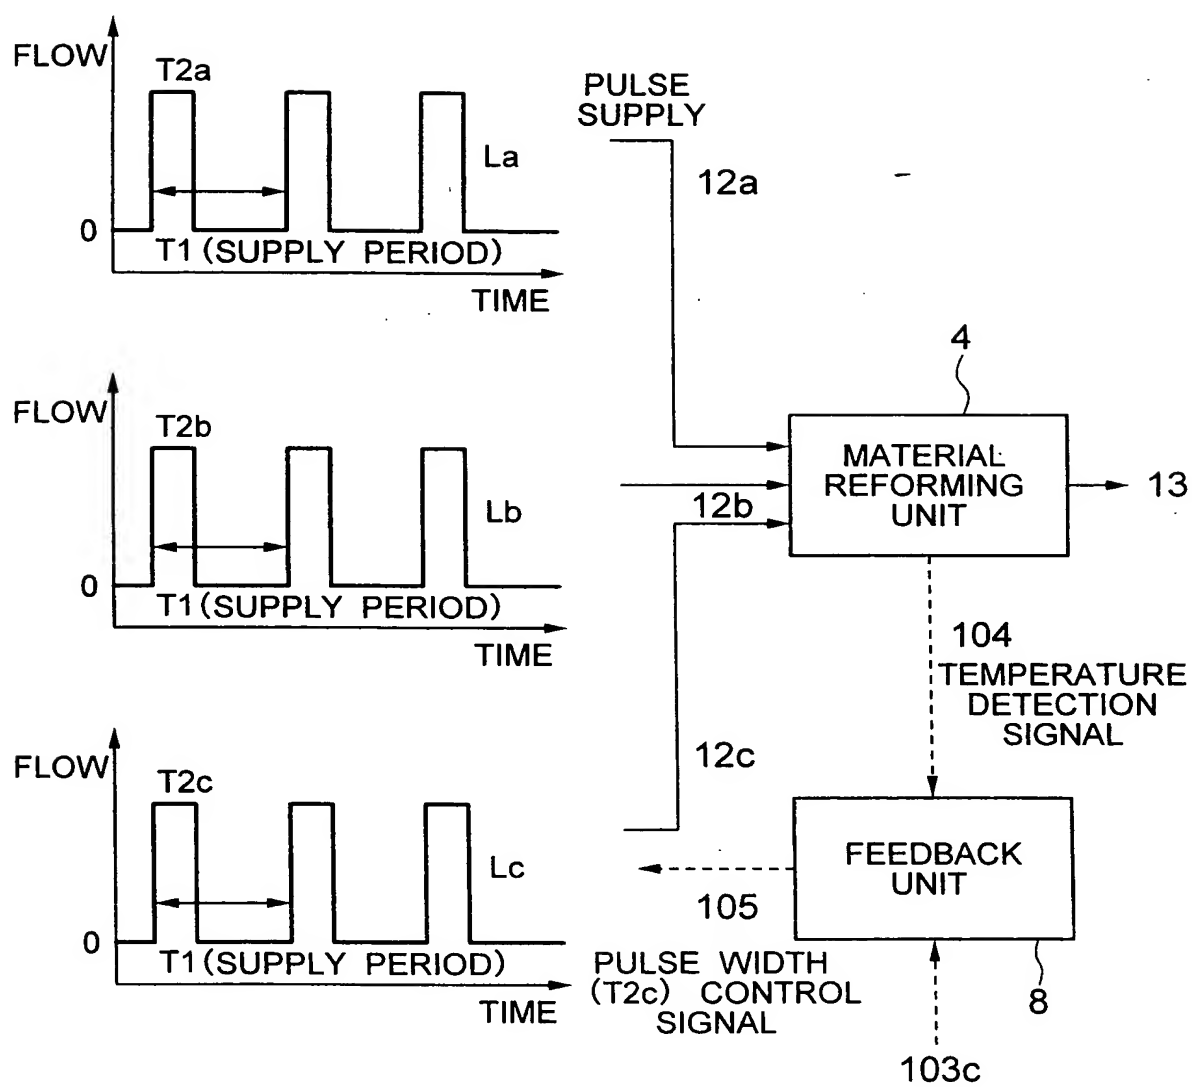 FLOW
T2a
La
0
T1 (SUPPLY PERIOD)
TIME
PULSE
SUPPLY
12a
FLOW
T2b
Lb
0
T1 (SUPPLY PERIOD)
TIME
12b
4
MATERIAL
REFORMING
UNIT
13
104
TEMPERATURE
DETECTION
SIGNAL
FLOW
T2c
Lc
0
T1 (SUPPLY PERIOD)
TIME
12c
FEEDBACK
UNIT
105
PULSE WIDTH
(T2c) CONTROL
SIGNAL
8
103c